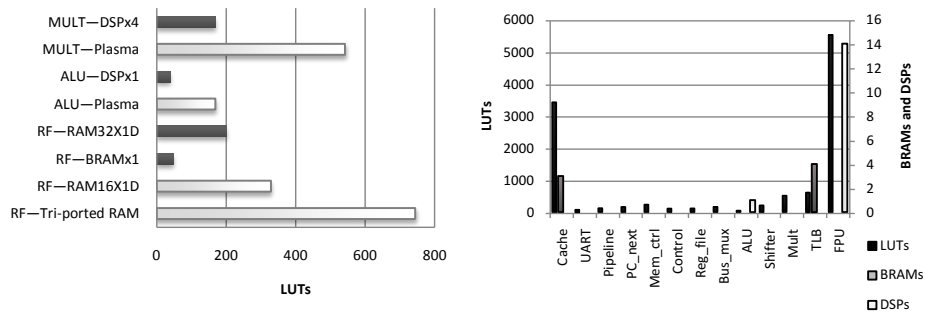 MULT—DSPx4
MULT—Plasma
ALU—DSPx1
ALU—Plasma
RF—RAM32X1D
RF—BRAMx1
RF—RAM16X1D
RF—Tri-ported RAM
0 200 400 600 800
LUTs
6000
5000
4000
3000
2000
1000
0
LUTs
16
14
12
10
8
6
4
2
0
BRAMs and DSPs
Cache
UART
Pipeline
PC_next
Mem_ctrl
Control
Reg_file
Bus_mux
ALU
Shifter
Mult
TLB
FPU
LUTs
BRAMs
DSPs